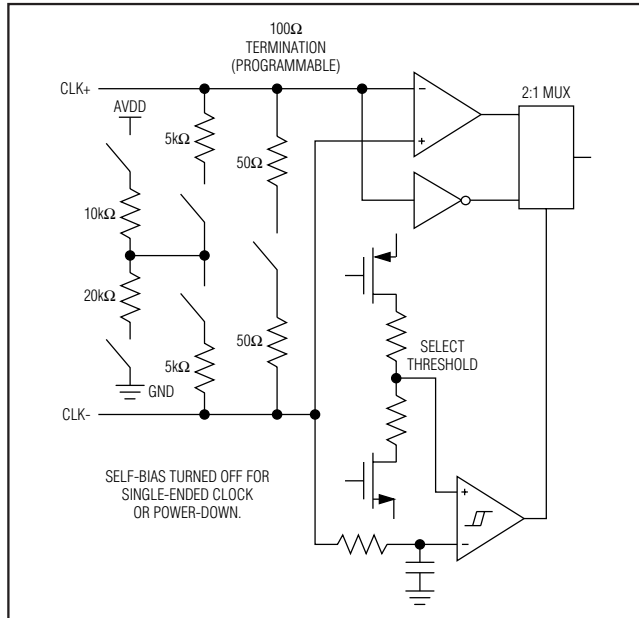 100Ω
TERMINATION
(PROGRAMMABLE)
CLK+
AVDD
2:1 MUX
5kΩ
50Ω
10kΩ
20kΩ
50Ω
5kΩ
SELECT
THRESHOLD
GND
CLK-
SELF-BIAS TURNED OFF FOR
SINGLE-ENDED CLOCK
OR POWER-DOWN.
−
+
+
−